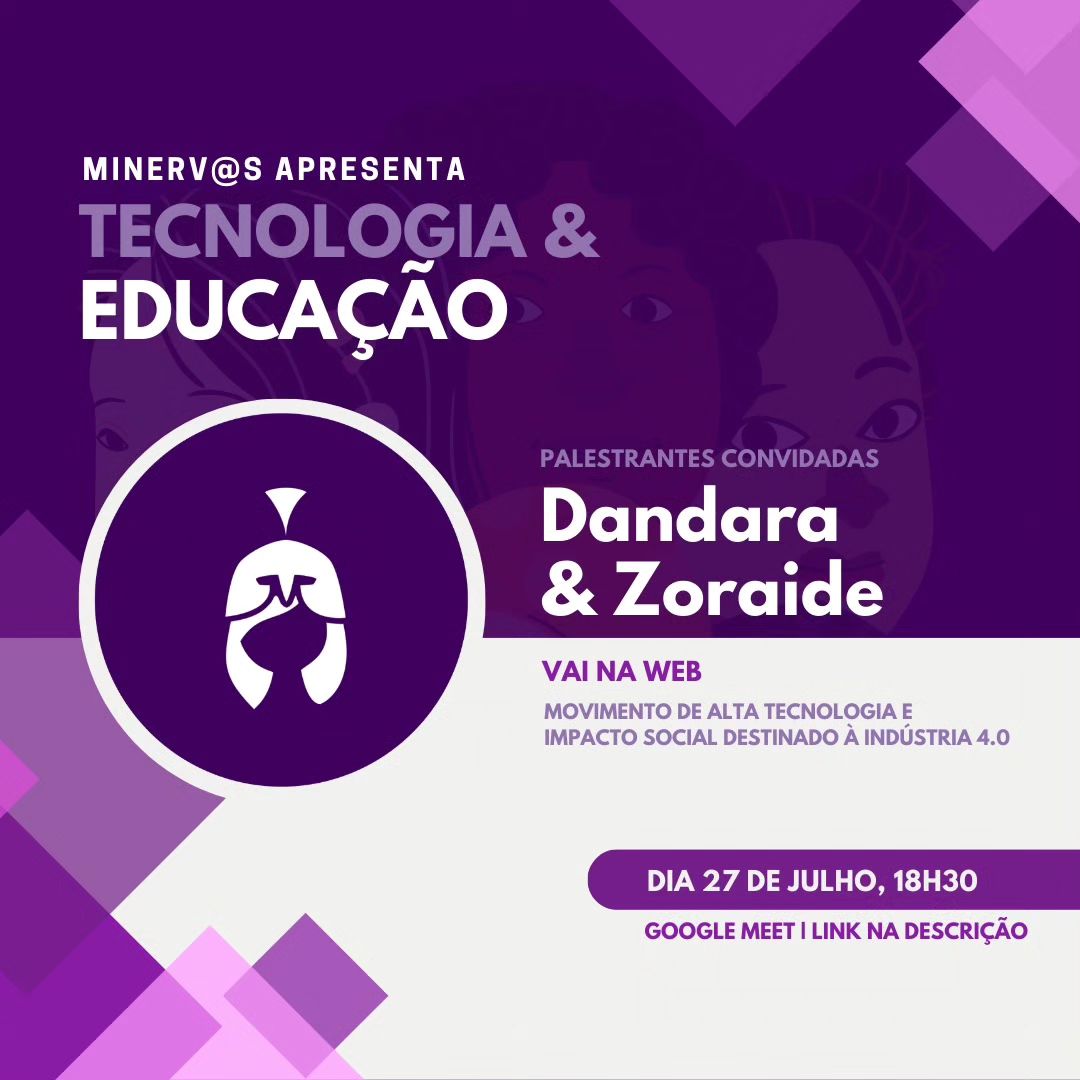 MINERV@S APRESENTA
TECNOLOGIA &
EDUCAÇÃO
PALESTRANTES CONVIDADAS
Dandara
& Zoraide
VAI NA WEB
MOVIMENTO DE ALTA TECNOLOGIA E
IMPACTO SOCIAL DESTINADO À INDÚSTRIA 4.0
DIA 27 DE JULHO, 18H30
GOOGLE MEET | LINK NA DESCRIÇÃO